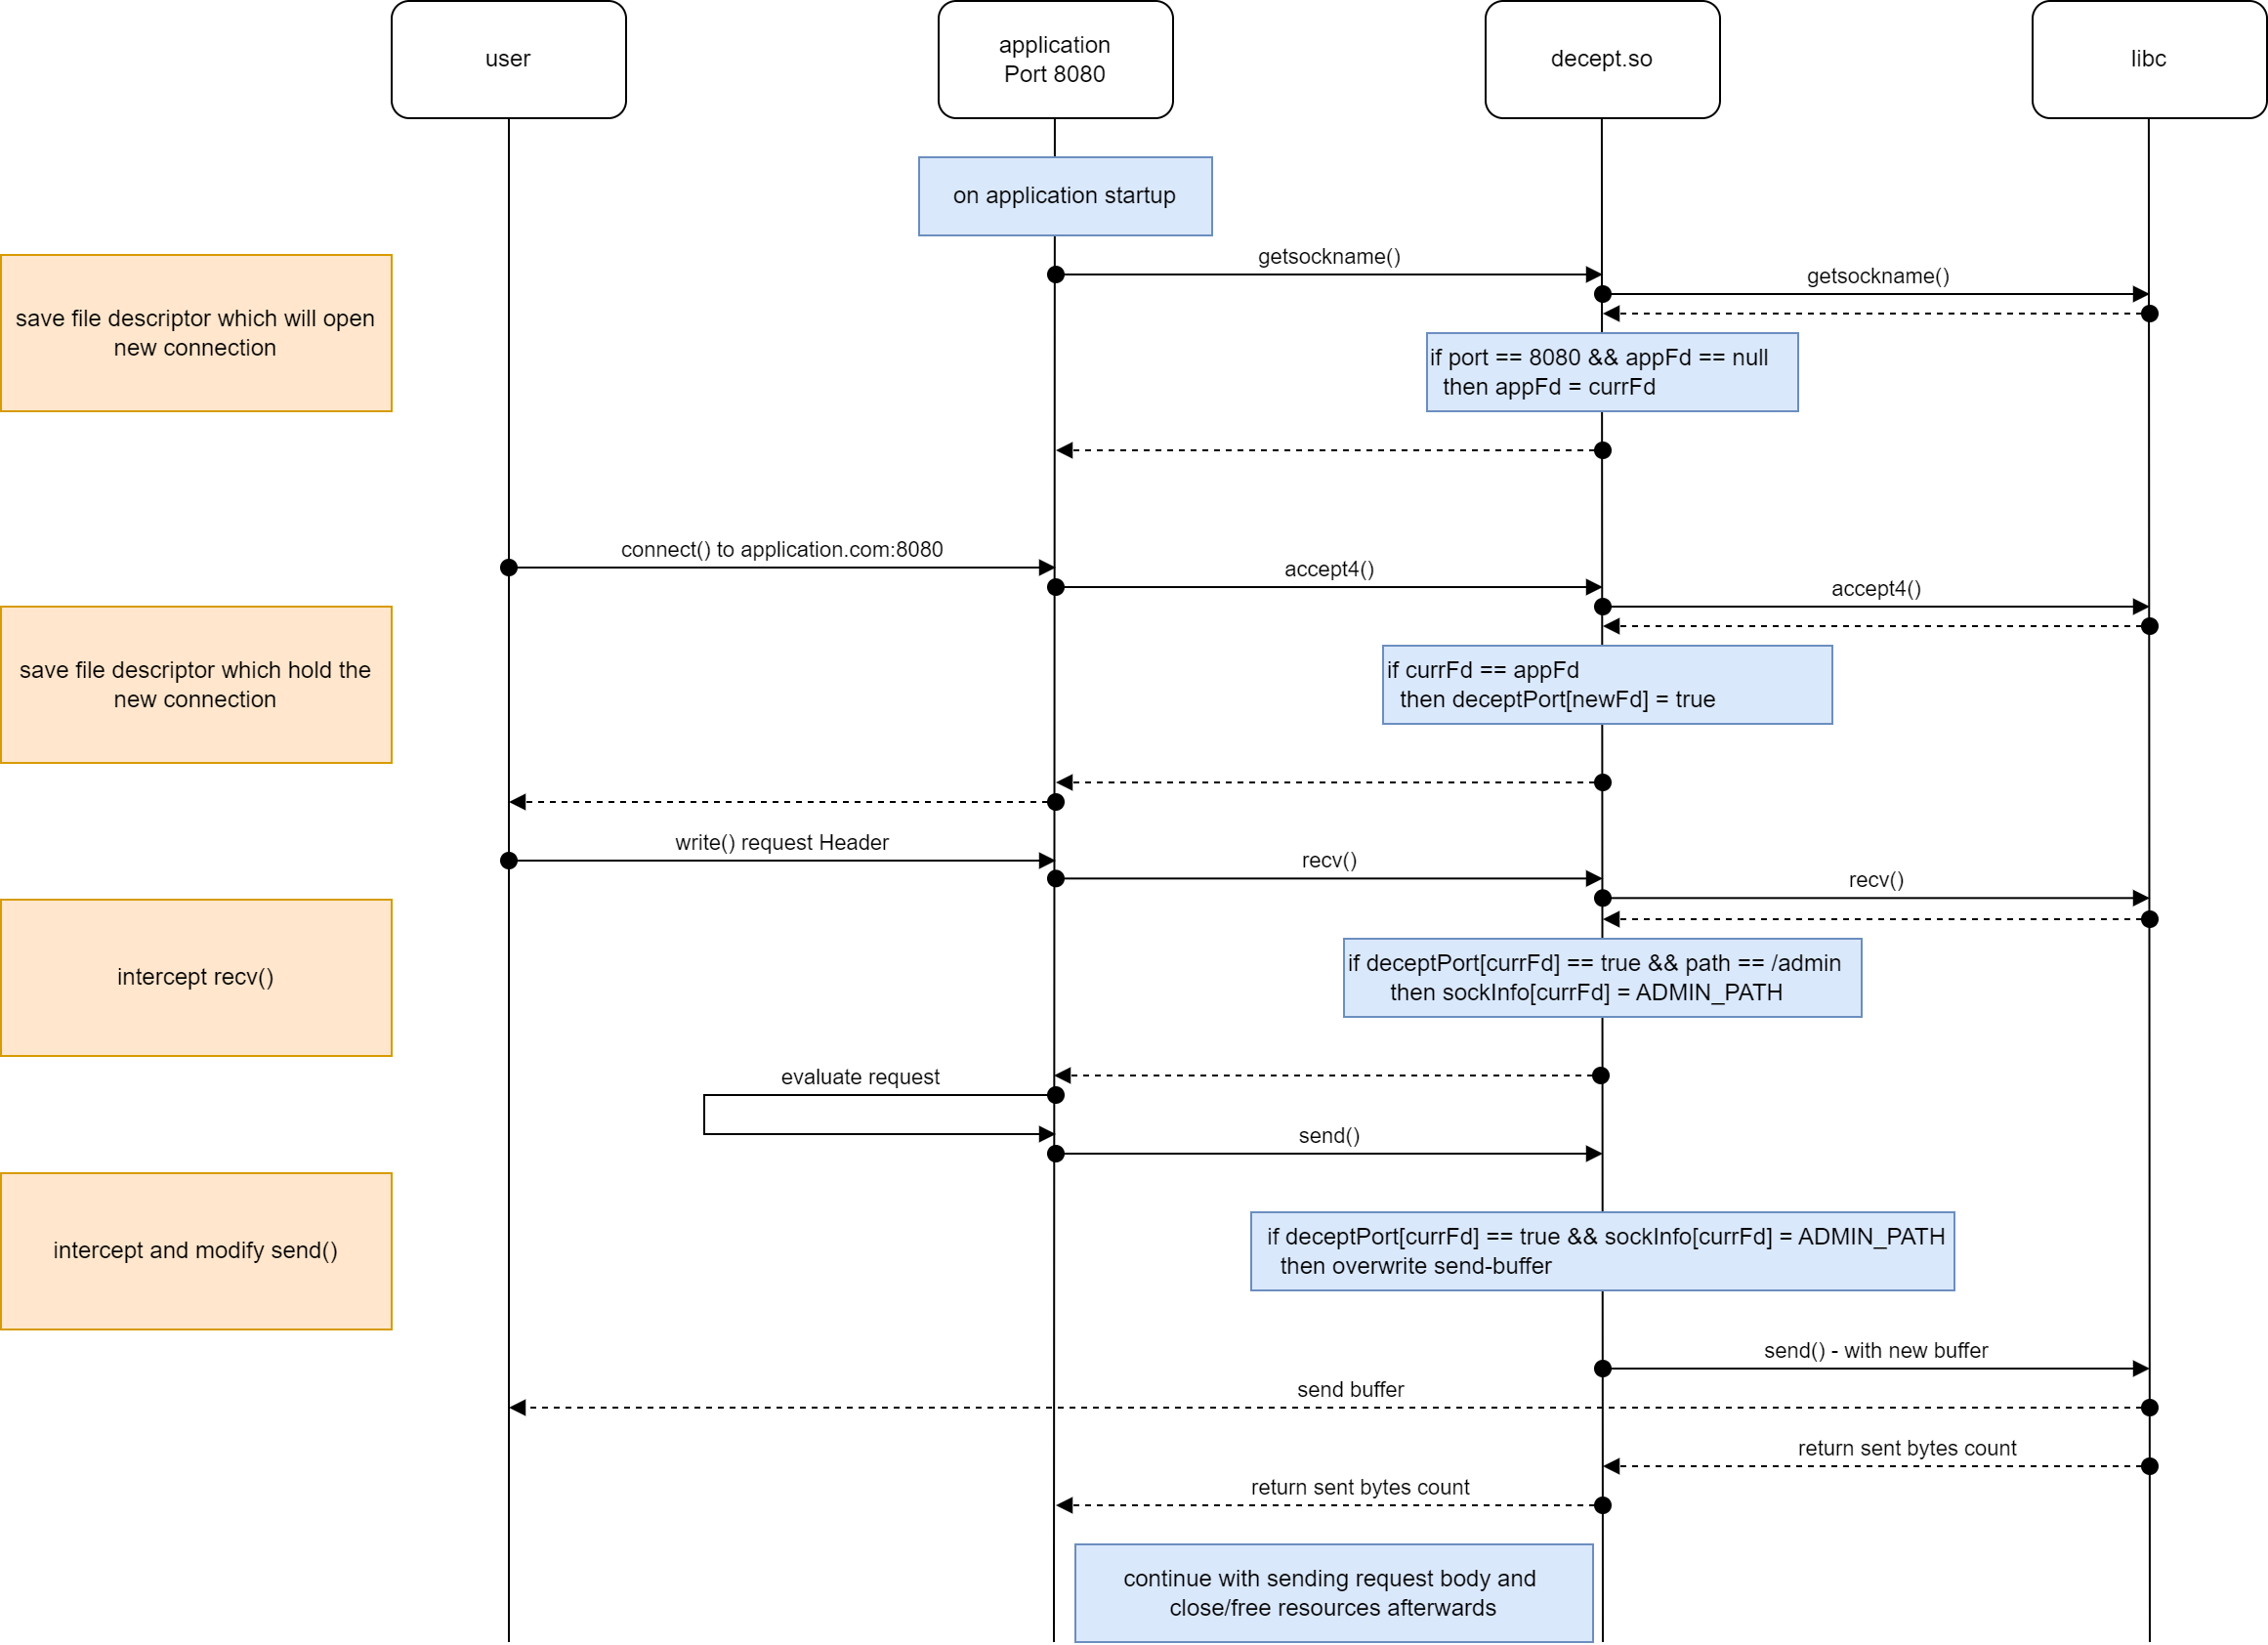 user
application
Port 8080
decept.so
libc
on application startup
getsockname()
getsockname()
save file descriptor which will open
new connection
if port == 8080 && appFd == null
then appFd = currFd
connect() to application.com:8080
accept4()
accept4()
save file descriptor which hold the
new connection
if currFd == appFd
then deceptPort[newFd] = true
write() request Header
recv()
recv()
intercept recv()
if deceptPort[currFd] == true && path == /admin
then sockInfo[currFd] = ADMIN_PATH
evaluate request
send()
intercept and modify send()
if deceptPort[currFd] == true && sockInfo[currFd] = ADMIN_PATH
then overwrite send-buffer
send() - with new buffer
send buffer
return sent bytes count
return sent bytes count
continue with sending request body and
close/free resources afterwards